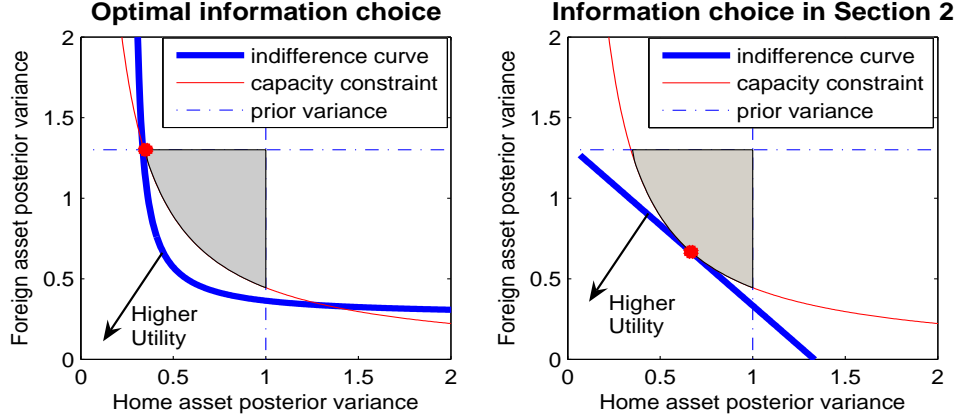 Optimal information choice
indifference curve
capacity constraint
prior variance
2
1.5
1
0.5
0
Foreign asset posterior variance
Higher
Utility
0
0.5
1
1.5
2
Home asset posterior variance
Information choice in Section 2
indifference curve
capacity constraint
prior variance
2
1.5
1
0.5
0
Foreign asset posterior variance
Higher
Utility
0
0.5
1
1.5
2
Home asset posterior variance